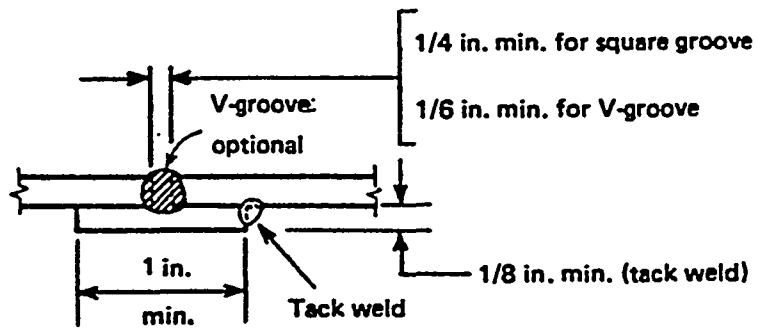 1/4 in. min. for square groove
1/6 in. min. for V-groove
V-groove:
optional
1 in.
min.
Tack weld
1/8 in. min. (tack weld)